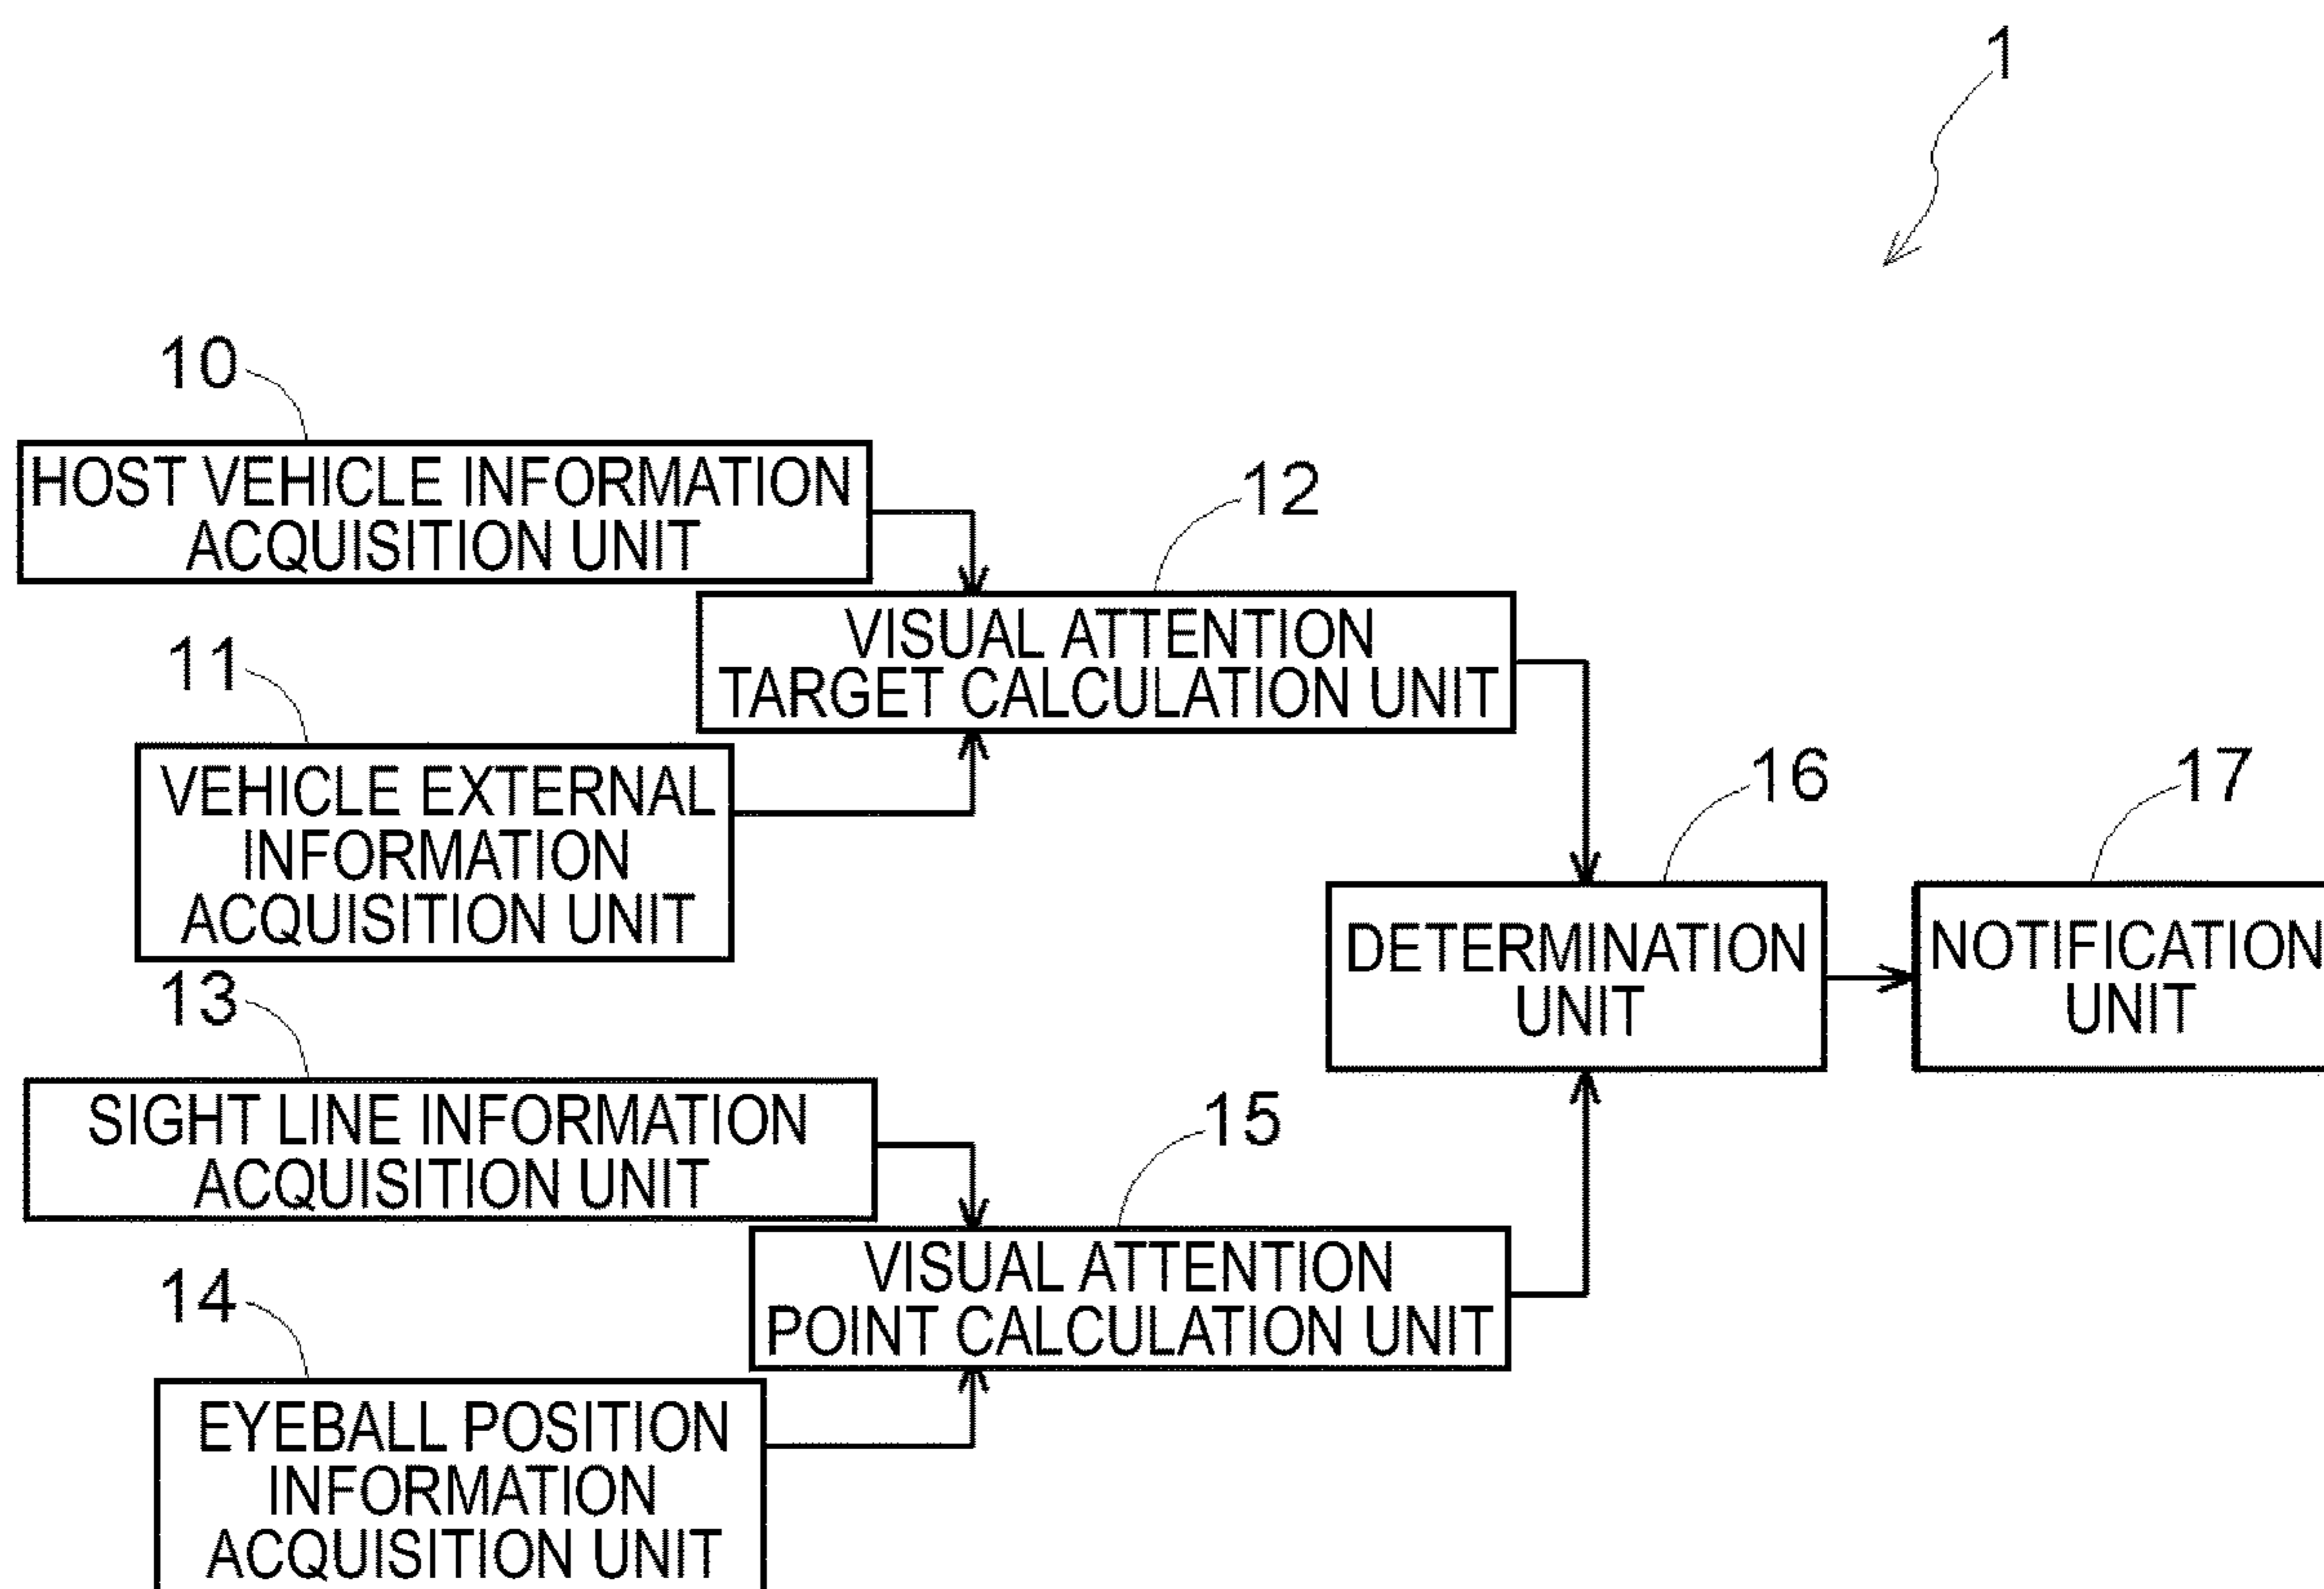 1
10
HOST VEHICLE INFORMATION
ACQUISITION UNIT
12
VISUAL ATTENTION
TARGET CALCULATION UNIT
11
VEHICLE EXTERNAL
INFORMATION
ACQUISITION UNIT
16
DETERMINATION
UNIT
17
NOTIFICATION
UNIT
13
SIGHT LINE INFORMATION
ACQUISITION UNIT
15
VISUAL ATTENTION
POINT CALCULATION UNIT
14
EYEBALL POSITION
INFORMATION
ACQUISITION UNIT